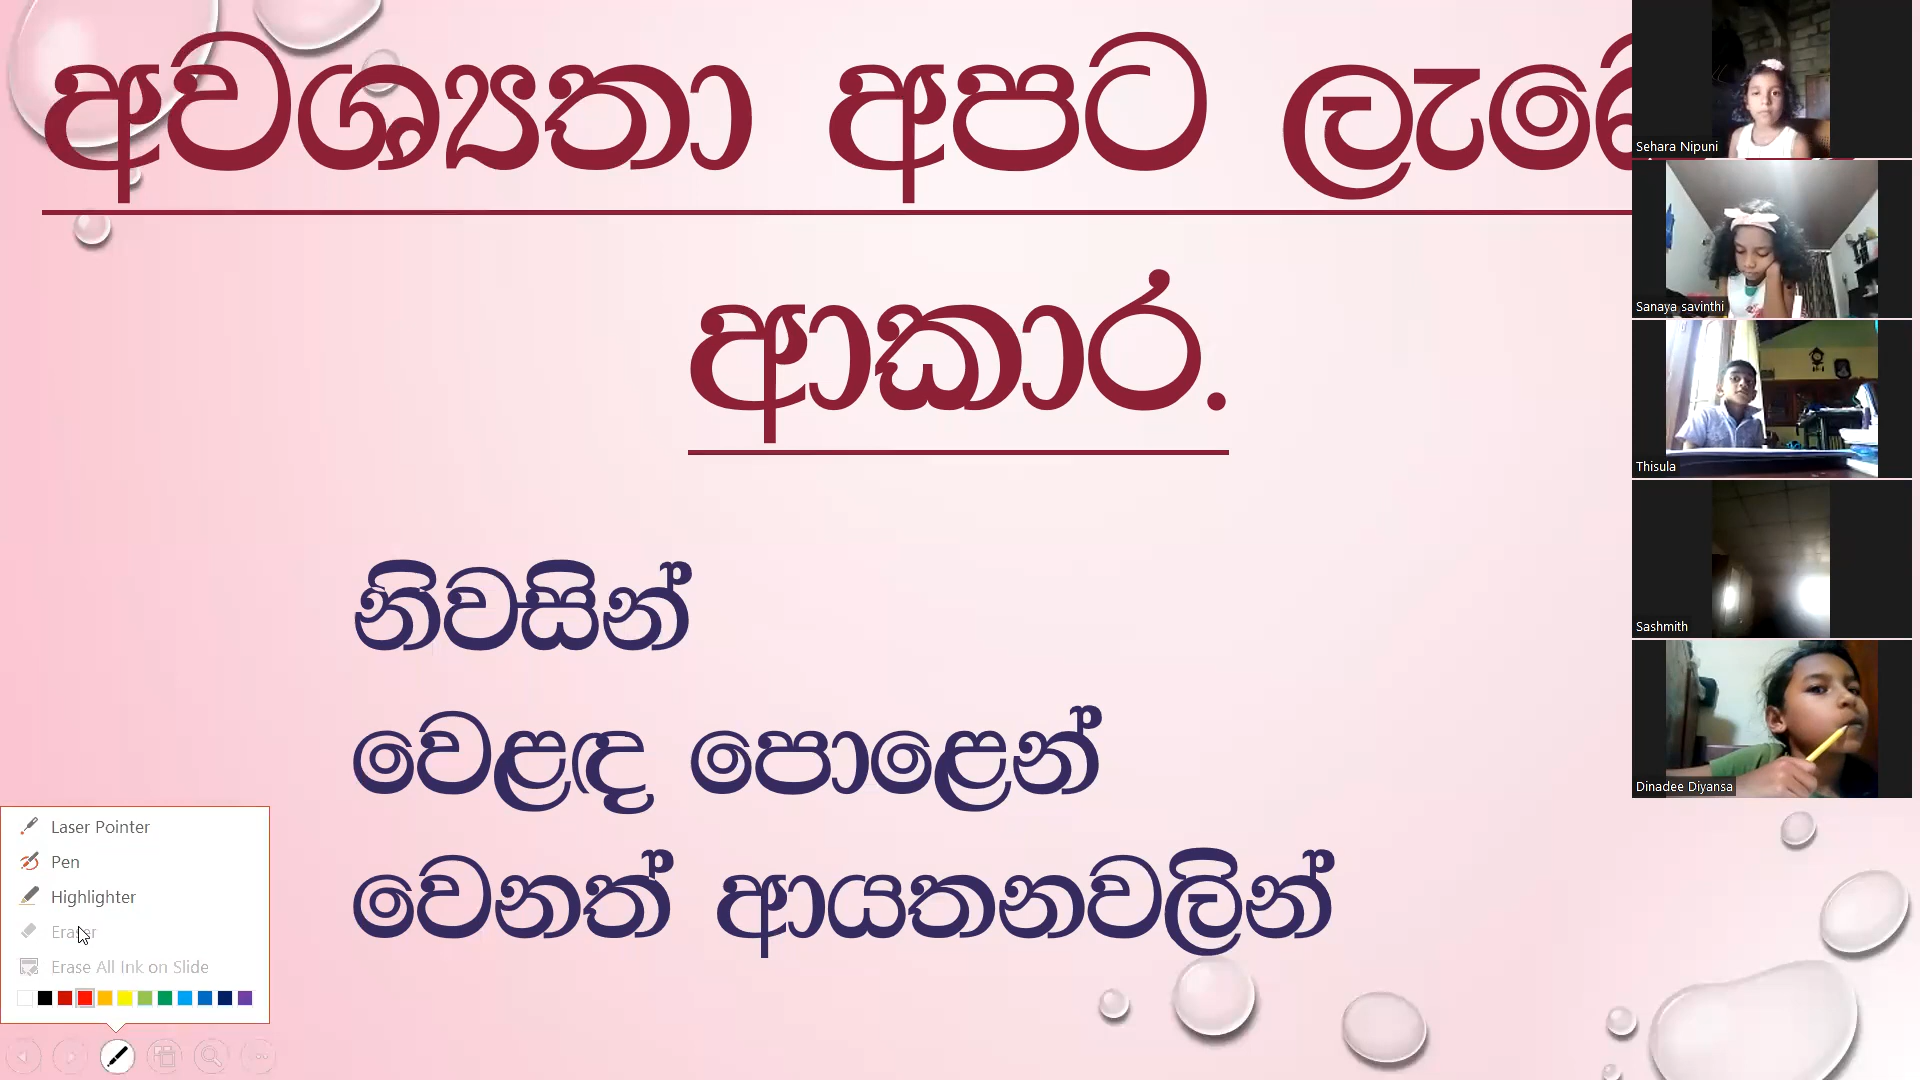 අවශ්‍යතා අපට
ආකාර.
නිවසින්
වෙළඳ පොළෙන්
වෙනත් ආයතනවලින්
Sehara Nipuni
Sanaya savinthi
Thisula
Sashmith
Dinadee Diyansa
Laser Pointer
Pen
Highlighter
Eraser
Erase All Ink on Slide